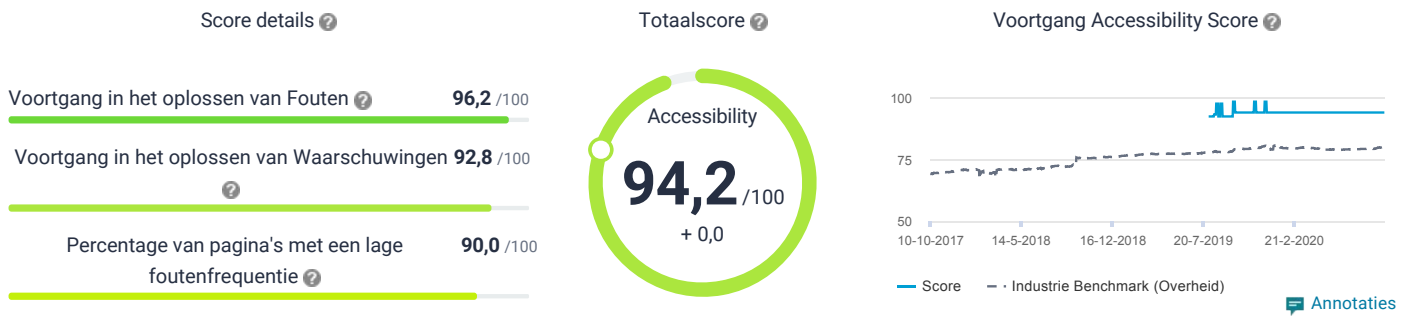 Score details
Voortgang in het oplossen van Fouten 96,2 /100
Voortgang in het oplossen van Waarschuwingen 92,8 /100
Percentage van pagina's met een lage 90,0 /100
foutenfrequentie
Totaalscore
Accessibility
94,2 /100
+ 0,0
Voortgang Accessibility Score
100
75
50
10-10-2017 14-5-2018 16-12-2018 20-7-2019 21-2-2020
Score Industrie Benchmark (Overheid)
Annotaties